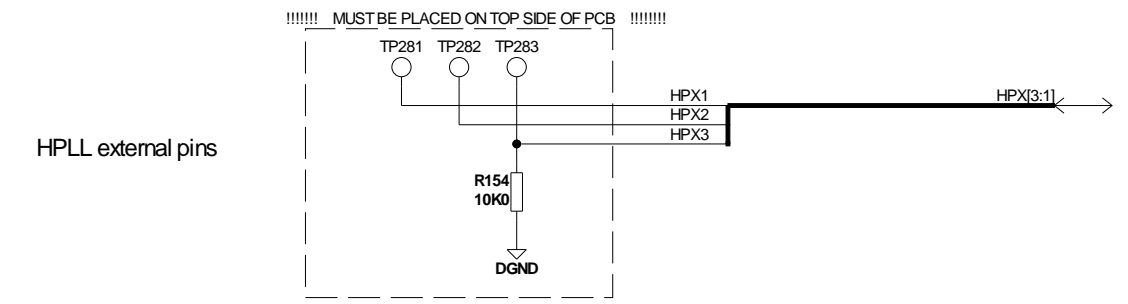 !!!!!!! MUST BE PLACED ON TOP SIDE OF PCB !!!!!!!!
TP281 TP282 TP283
HPX1 HPX[3:1]
HPX2
HPX3
HPLL external pins
R154
10K0
DGND